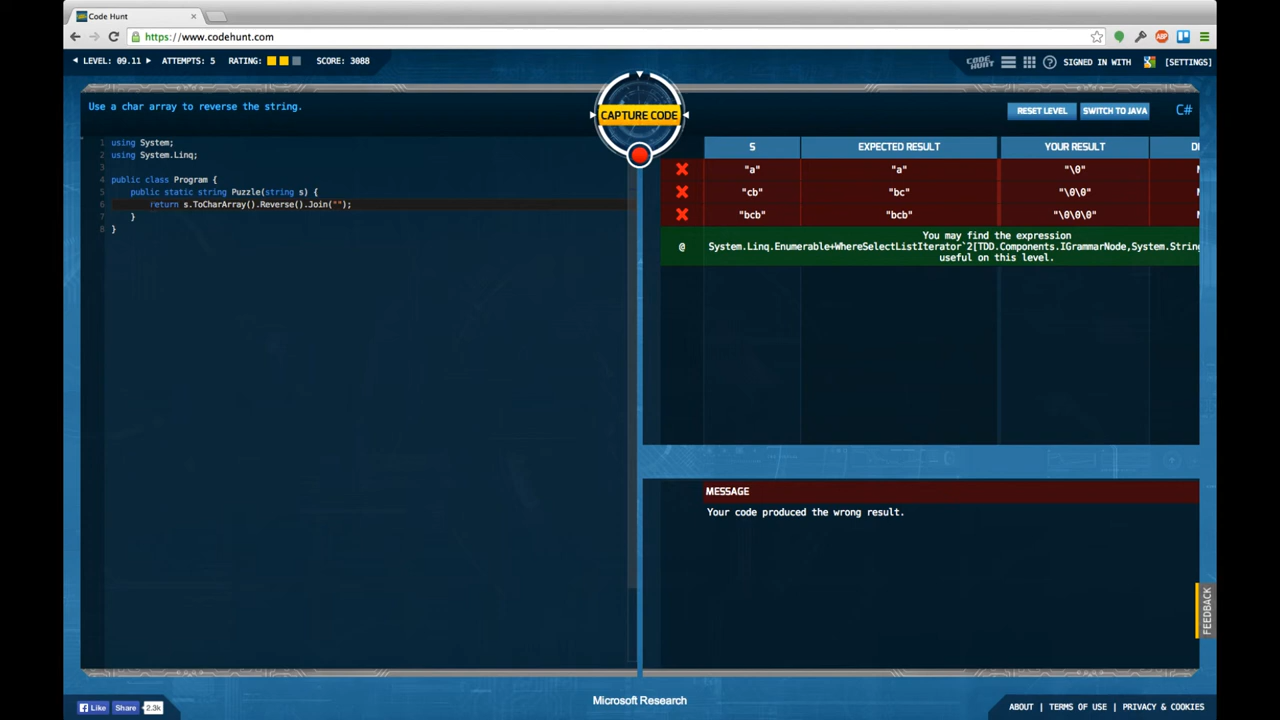 Code Hunt
https://www.codehunt.com
LEVEL: 09.11 ATTEMPTS: 5 RATING: SCORE: 3088
CODE HUNT SIGNED IN WITH [SETTINGS]
Use a char array to reverse the string.
CAPTURE CODE
RESET LEVEL SWITCH TO JAVA C#
1 using System;
2 using System.Linq;
3
4 public class Program {
5 public static string Puzzle(string s) {
6 return s.ToCharArray().Reverse().Join("");
7 }
8 }
S EXPECTED RESULT YOUR RESULT DI
"a" "a" "\0"
"cb" "bc" "\0\0"
"bcb" "bcb" "\0\0\0"
You may find the expression
@ System.Linq.Enumerable+WhereSelectListIterator`2[TDD.Components.IGrammarNode,System.String
useful on this level.
MESSAGE
Your code produced the wrong result.
FEEDBACK
Like Share 2.3k
Microsoft Research
ABOUT | TERMS OF USE | PRIVACY & COOKIES